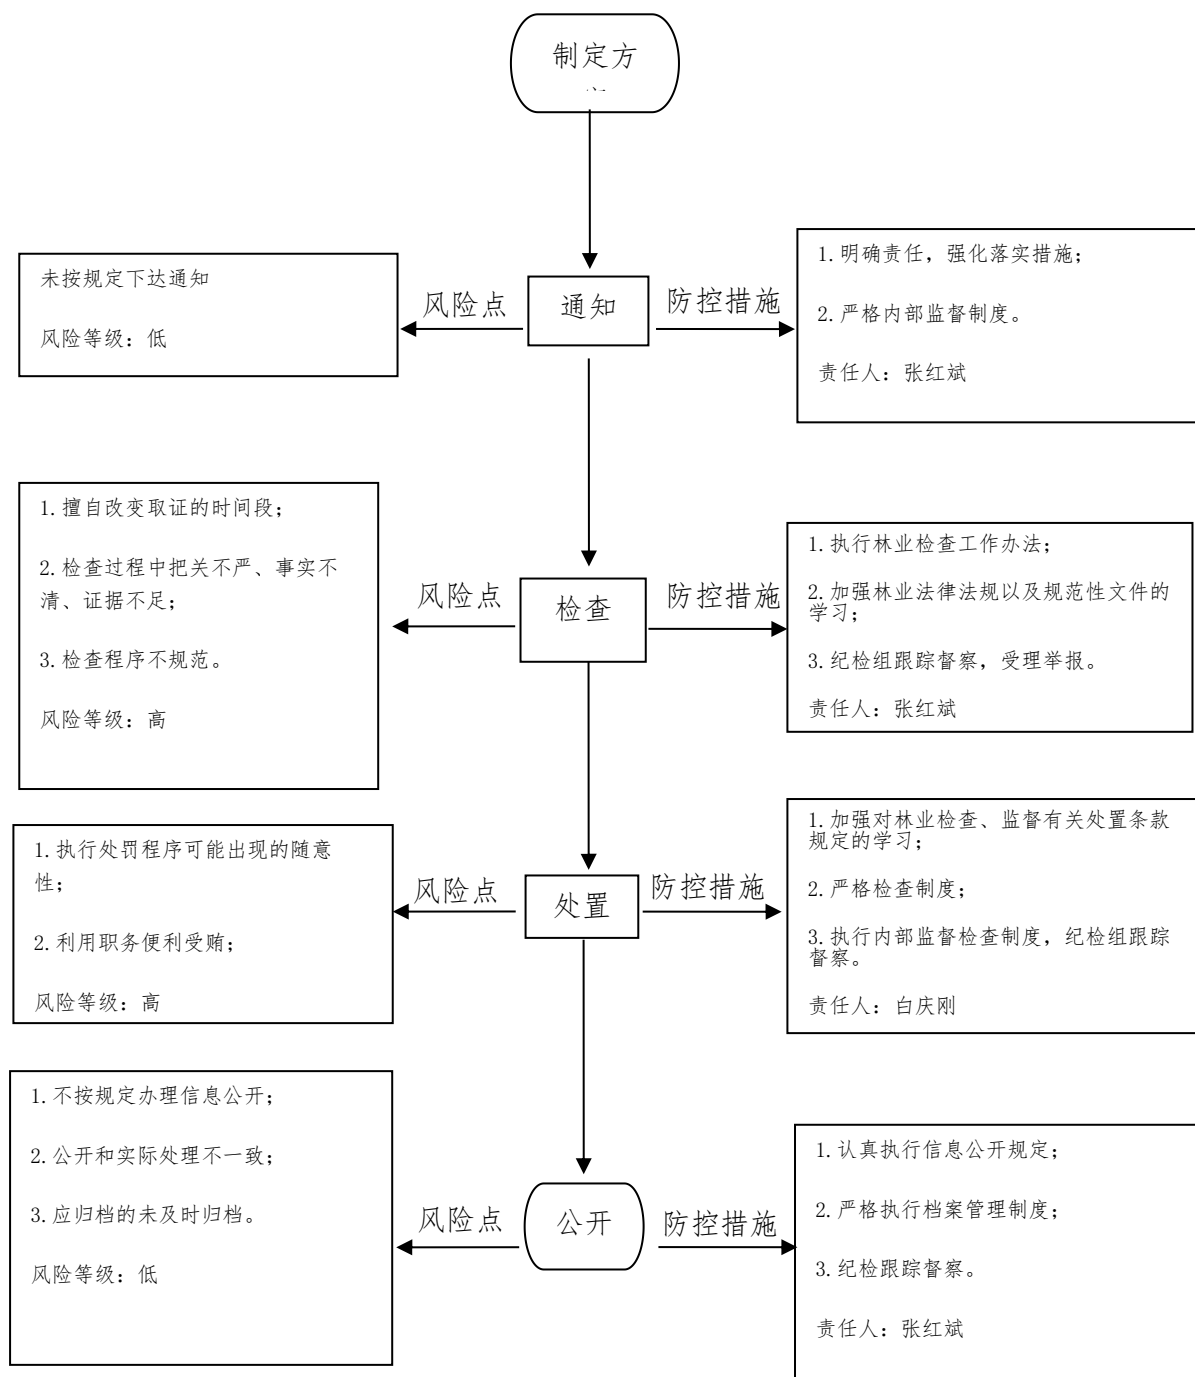 制定方
未按规定下达通知
风险等级：低
风险点
通知
防控措施
1.明确责任，强化落实措施；
2.严格内部监督制度。
责任人：张红斌
1.擅自改变取证的时间段；
2.检查过程中把关不严、事实不
清、证据不足；
3.检查程序不规范。
风险等级：高
风险点
检查
防控措施
1.执行林业检查工作办法；
2.加强林业法律法规以及规范性文件的
学习；
3.纪检组跟踪督察，受理举报。
责任人：张红斌
1.执行处罚程序可能出现的随意
性；
2.利用职务便利受贿；
风险等级：高
风险点
处置
防控措施
1.加强对林业检查、监督有关处置条款
规定的学习；
2.严格检查制度；
3.执行内部监督检查制度，纪检组跟踪
督察。
责任人：白庆刚
1.不按规定办理信息公开；
2.公开和实际处理不一致；
3.应归档的未及时归档。
风险等级：低
风险点
公开
防控措施
1.认真执行信息公开规定；
2.严格执行档案管理制度；
3.纪检跟踪督察。
责任人：张红斌